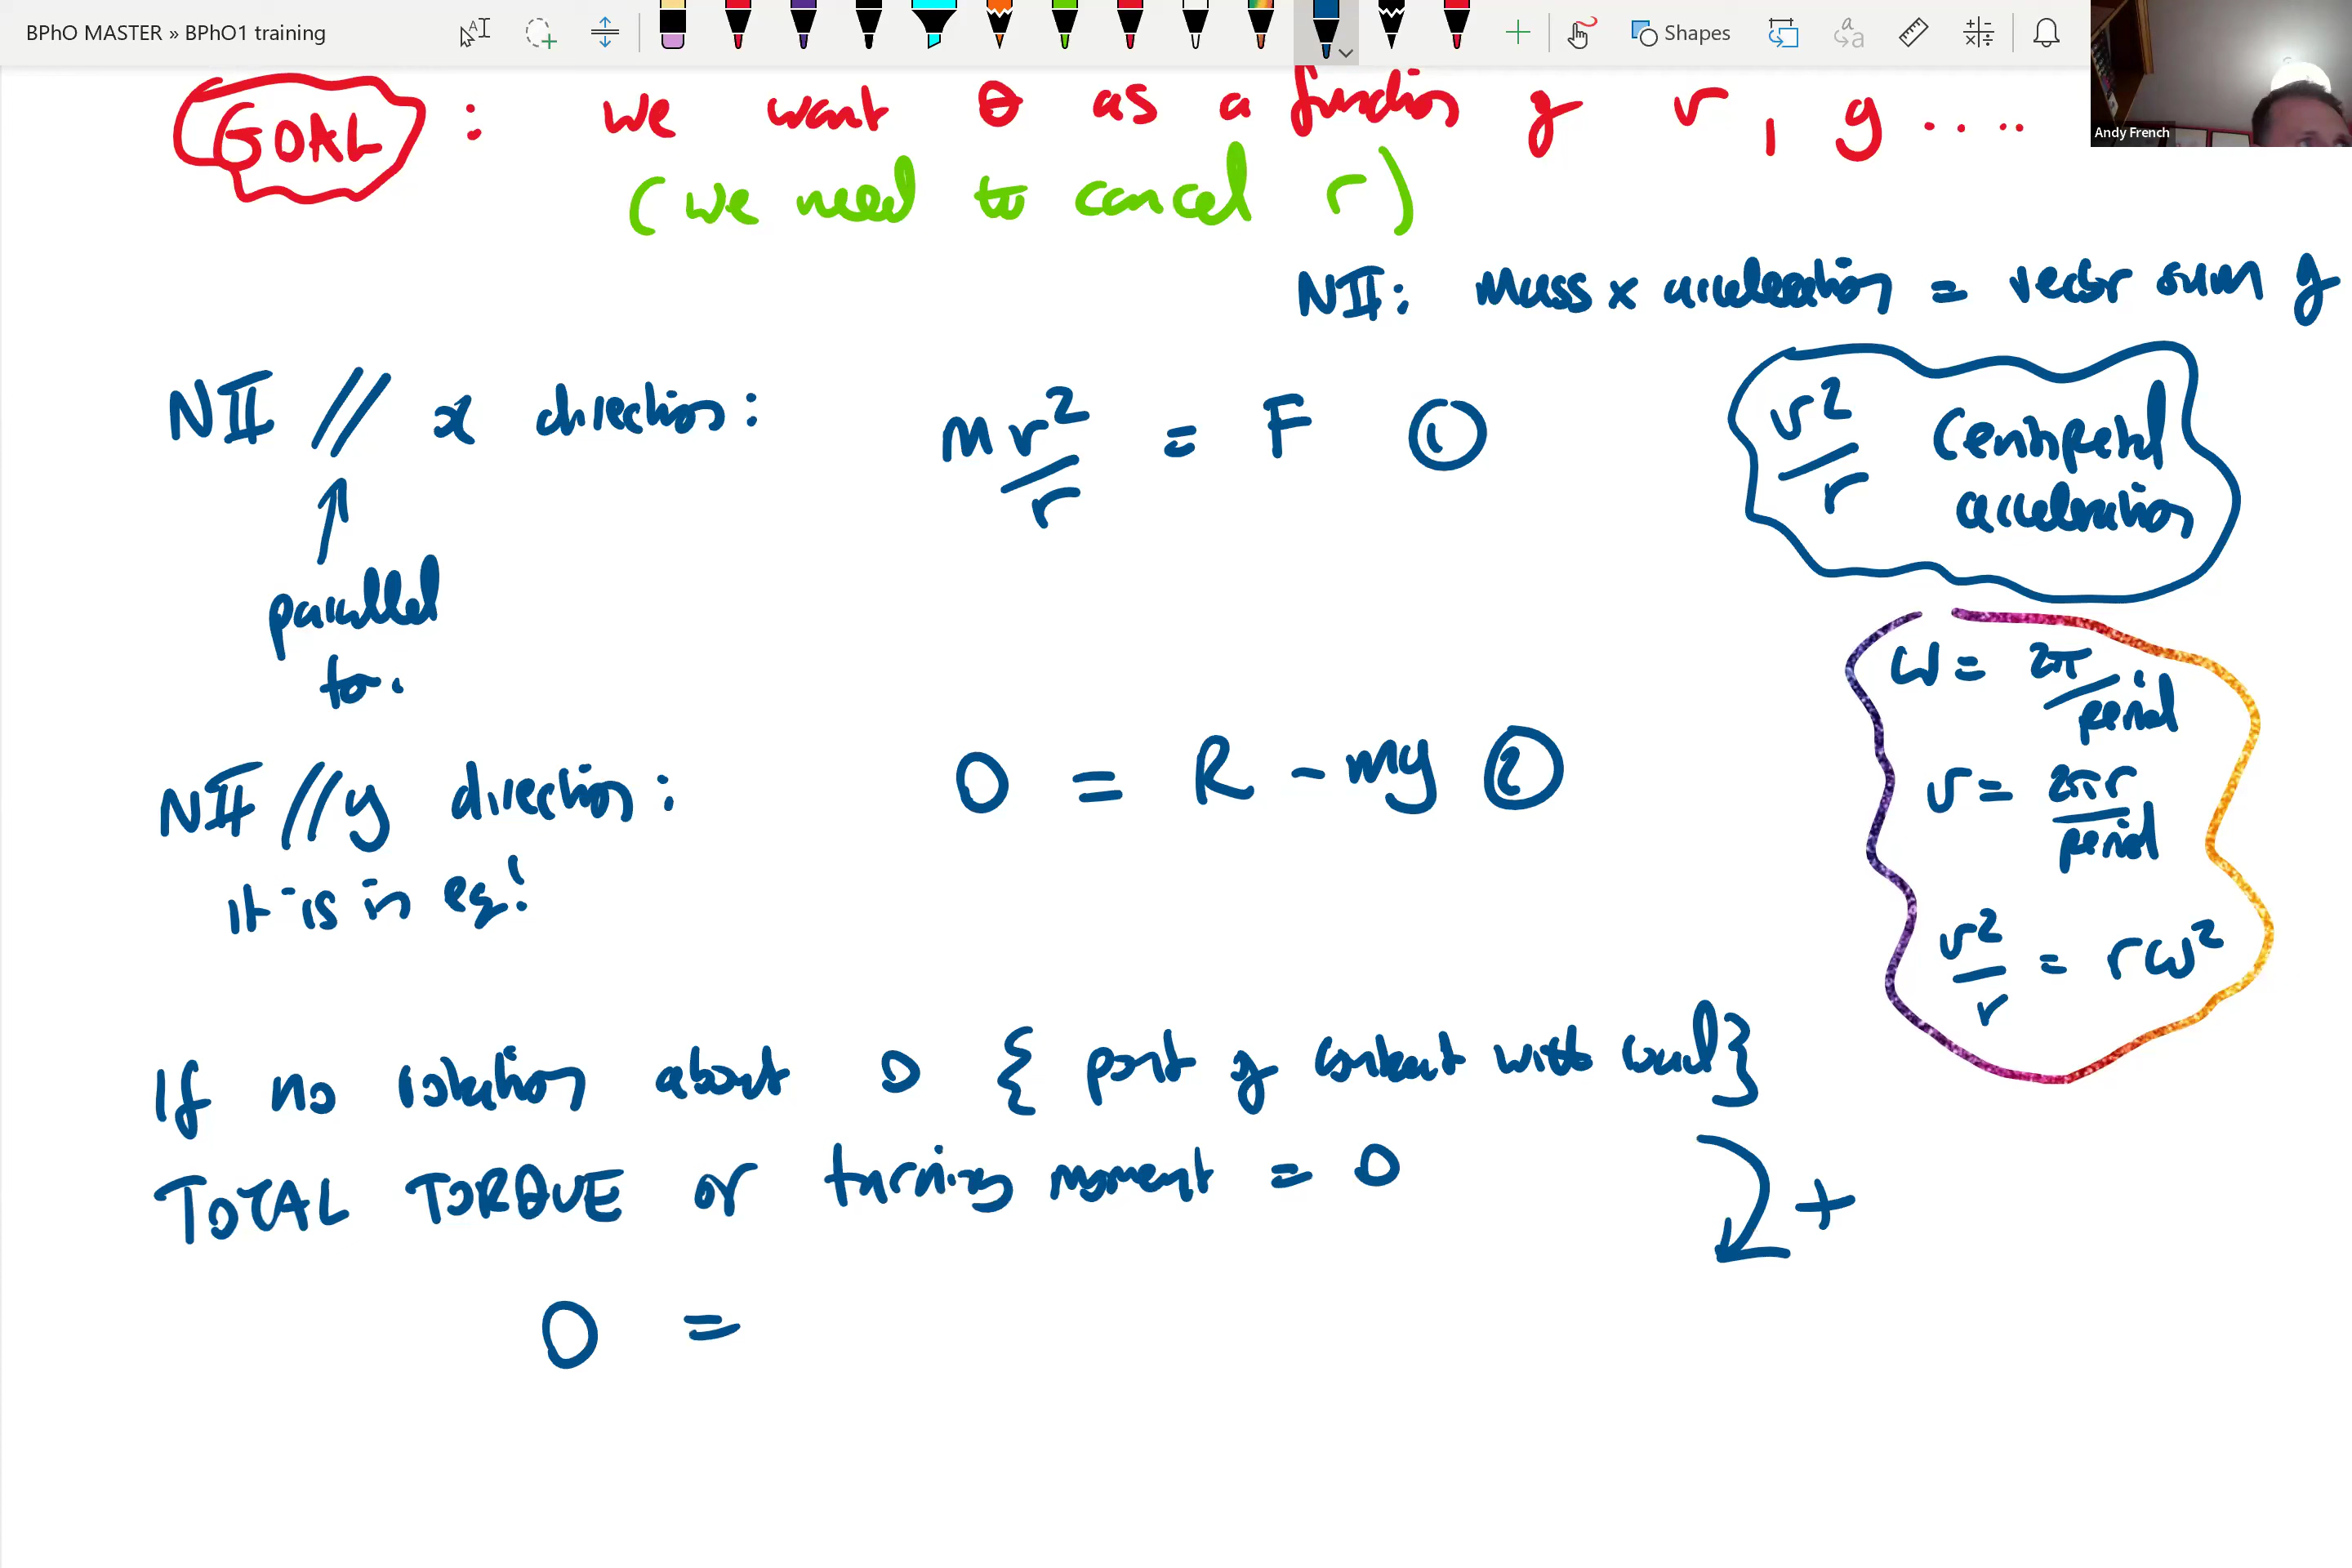 BPhO MASTER » BPhO1 training
Shapes
Andy French
GOAL : we want θ as a function of v, g ....
(we need to cancel r)
NII: mass x acceleration = vector sum of
NII // x direction: mv²/r = F ①
v²/r centripetal acceleration
parallel
to.
ω = 2π/period
NII // y direction: 0 = R - mg ②
v = 2πr/period
it is in eq!
v²/r = rω²
If no rotation about O { point of contact with road}
TOTAL TORQUE or turning moment = 0
+
0 =